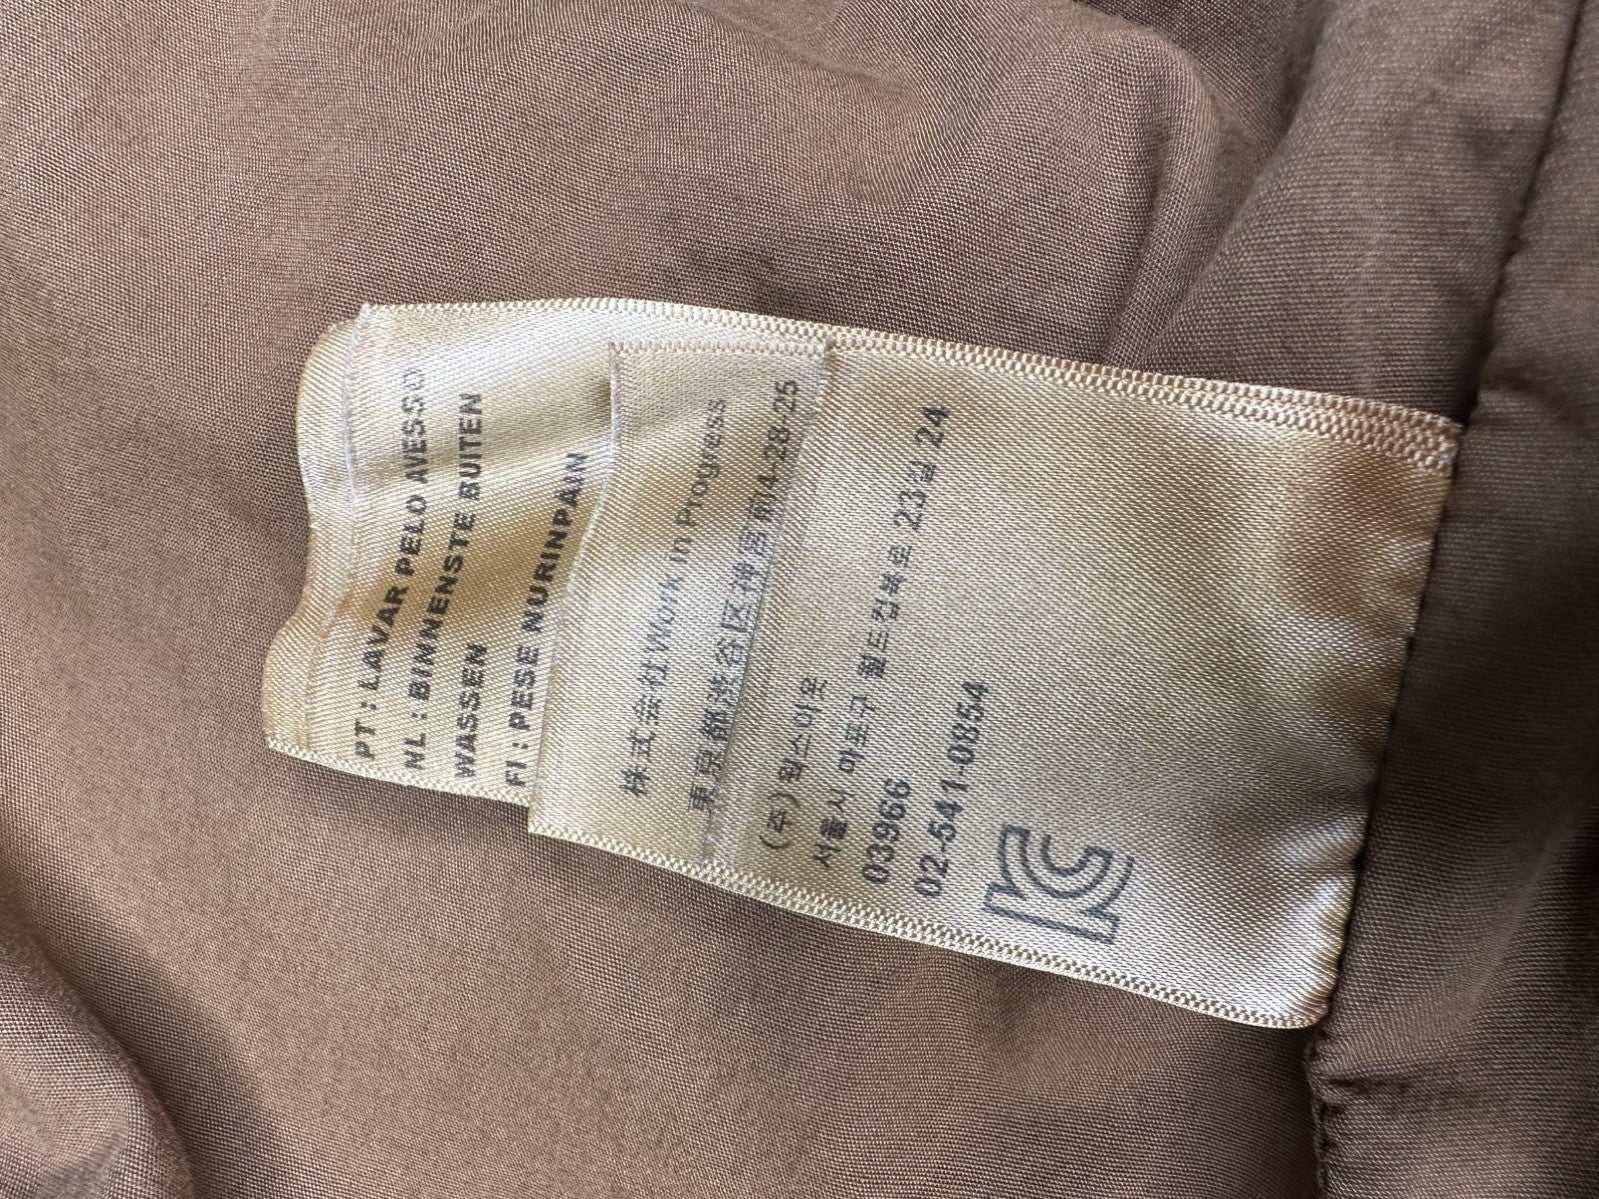 PT : LAVAR PELO AVESSO
NL : BINNENSTE BUITEN
WASSEN
FI : PESE NURINPAIN
株式会社Work in Progress
東京都渋谷区神宮前4-28-25
(주) 웍스아웃
서울시 마포구 월드컵북로 23길 24
03966
02-541-0854